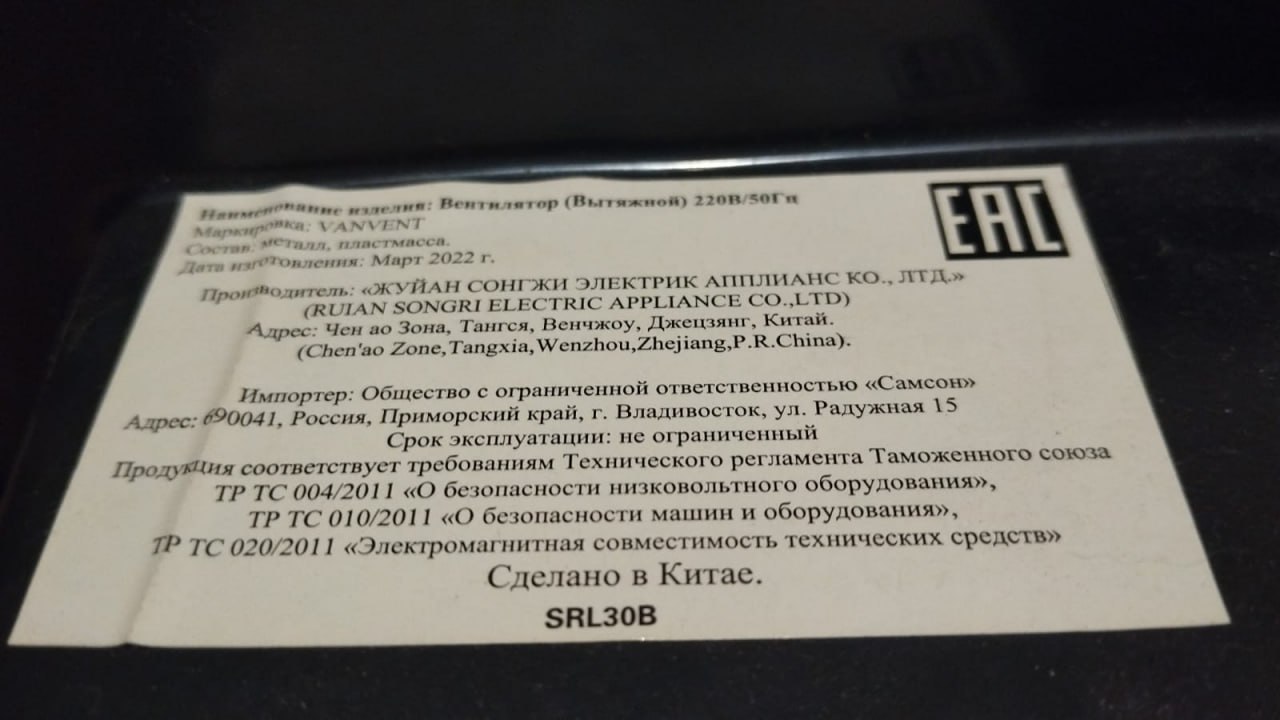 Наименование изделия: Вентилятор (Вытяжной) 220В/50Гц
Маркировка: VANVENT
Состав: металл, пластмасса.
Дата изготовления: Март 2022 г.
EAC
Производитель: «ЖУЙАН СОНГЖИ ЭЛЕКТРИК АППЛИАНС КО., ЛТД.»
(RUIAN SONGRI ELECTRIC APPLIANCE CO.,LTD)
Адрес: Чен ао Зона, Тангся, Венчжоу, Джецзянг, Китай.
(Chen'ao Zone,Tangxia,Wenzhou,Zhejiang,P.R.China).
Импортер: Общество с ограниченной ответственностью «Самсон»
Адрес: 690041, Россия, Приморский край, г. Владивосток, ул. Радужная 15
Срок эксплуатации: не ограниченный
Продукция соответствует требованиям Технического регламента Таможенного союза
ТР ТС 004/2011 «О безопасности низковольтного оборудования»,
ТР ТС 010/2011 «О безопасности машин и оборудования»,
ТР ТС 020/2011 «Электромагнитная совместимость технических средств»
Сделано в Китае.
SRL30B